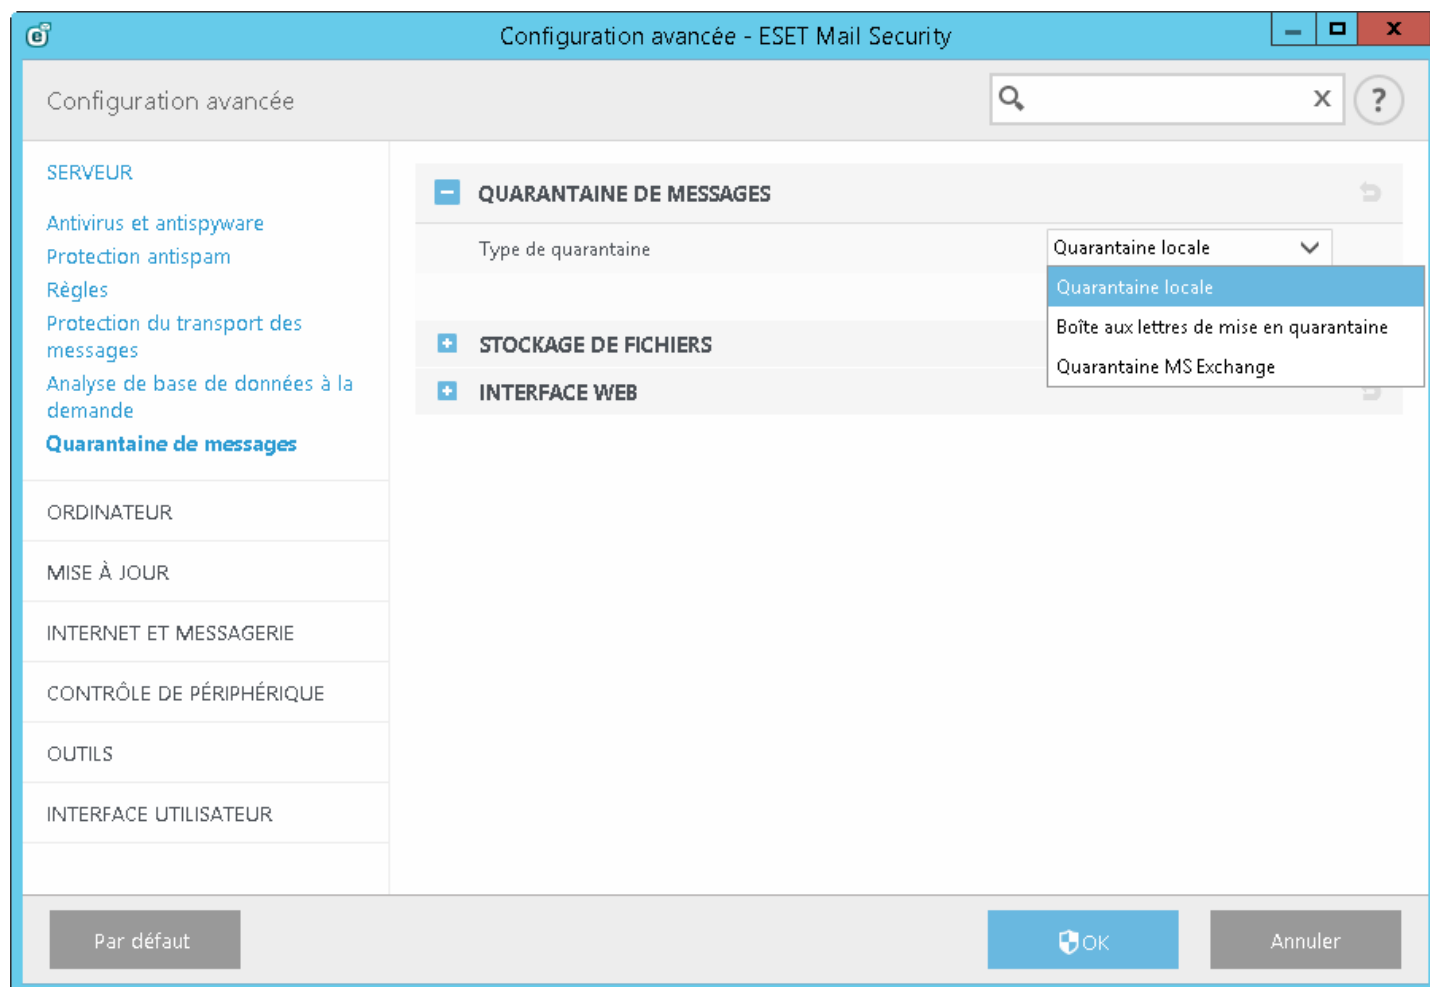 Configuration avancée - ESET Mail Security
Configuration avancée
?
SERVEUR
Antivirus et antispyware
Protection antispam
Règles
Protection du transport des
messages
Analyse de base de données à la
demande
Quarantaine de messages
ORDINATEUR
MISE À JOUR
INTERNET ET MESSAGERIE
CONTRÔLE DE PÉRIPHÉRIQUE
OUTILS
INTERFACE UTILISATEUR
QUARANTAINE DE MESSAGES
Type de quarantaine
Quarantaine locale
Quarantaine locale
Boîte aux lettres de mise en quarantaine
Quarantaine MS Exchange
STOCKAGE DE FICHIERS
INTERFACE WEB
Par défaut
OK
Annuler